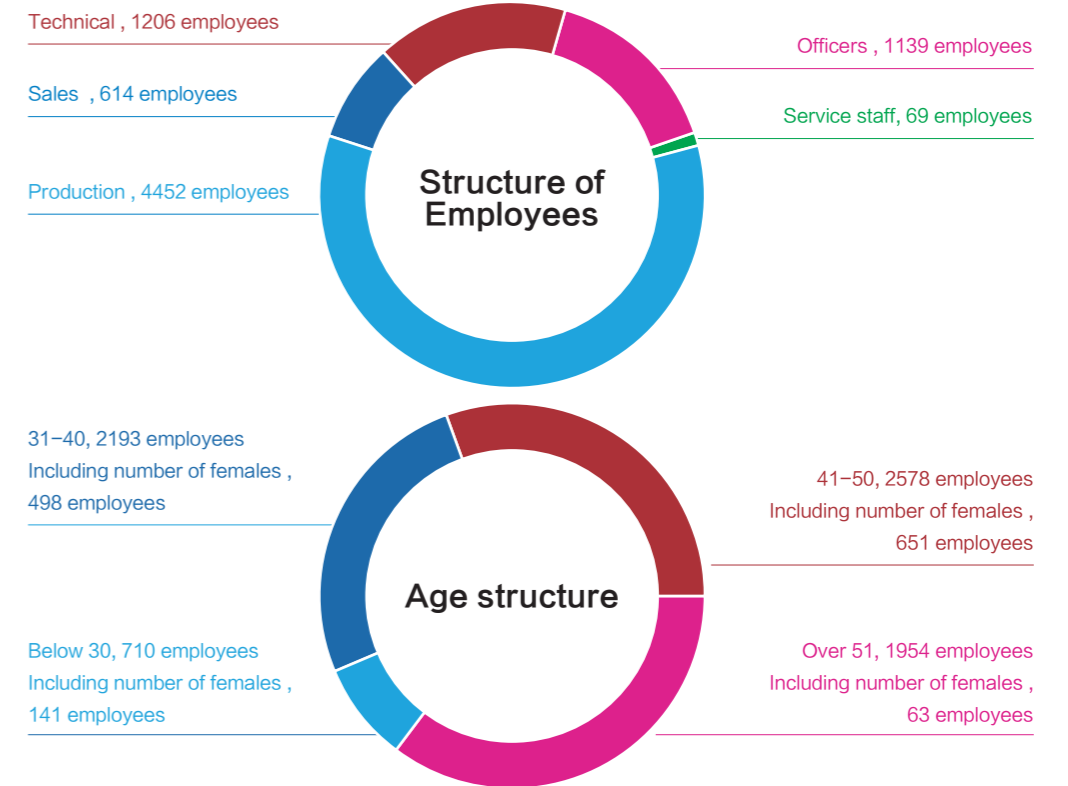 Technical , 1206 employees
Officers , 1139 employees
Sales  , 614 employees
Service staff, 69 employees
Production , 4452 employees
Structure of
Employees
31-40, 2193 employees
Including number of females ,
498 employees
41-50, 2578 employees
Including number of females ,
651 employees
Age structure
Below 30, 710 employees
Including number of females ,
141 employees
Over 51, 1954 employees
Including number of females ,
63 employees